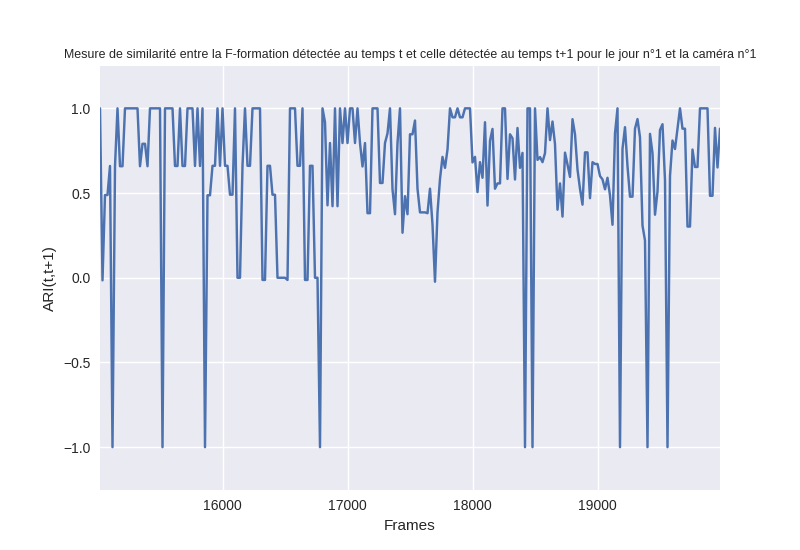 Mesure de similarité entre la F-formation détectée au temps t et celle détectée au temps t+1 pour le jour n°1 et la caméra n°1
1.0
0.5
0.0
−0.5
−1.0
ARI(t,t+1)
16000 17000 18000 19000
Frames